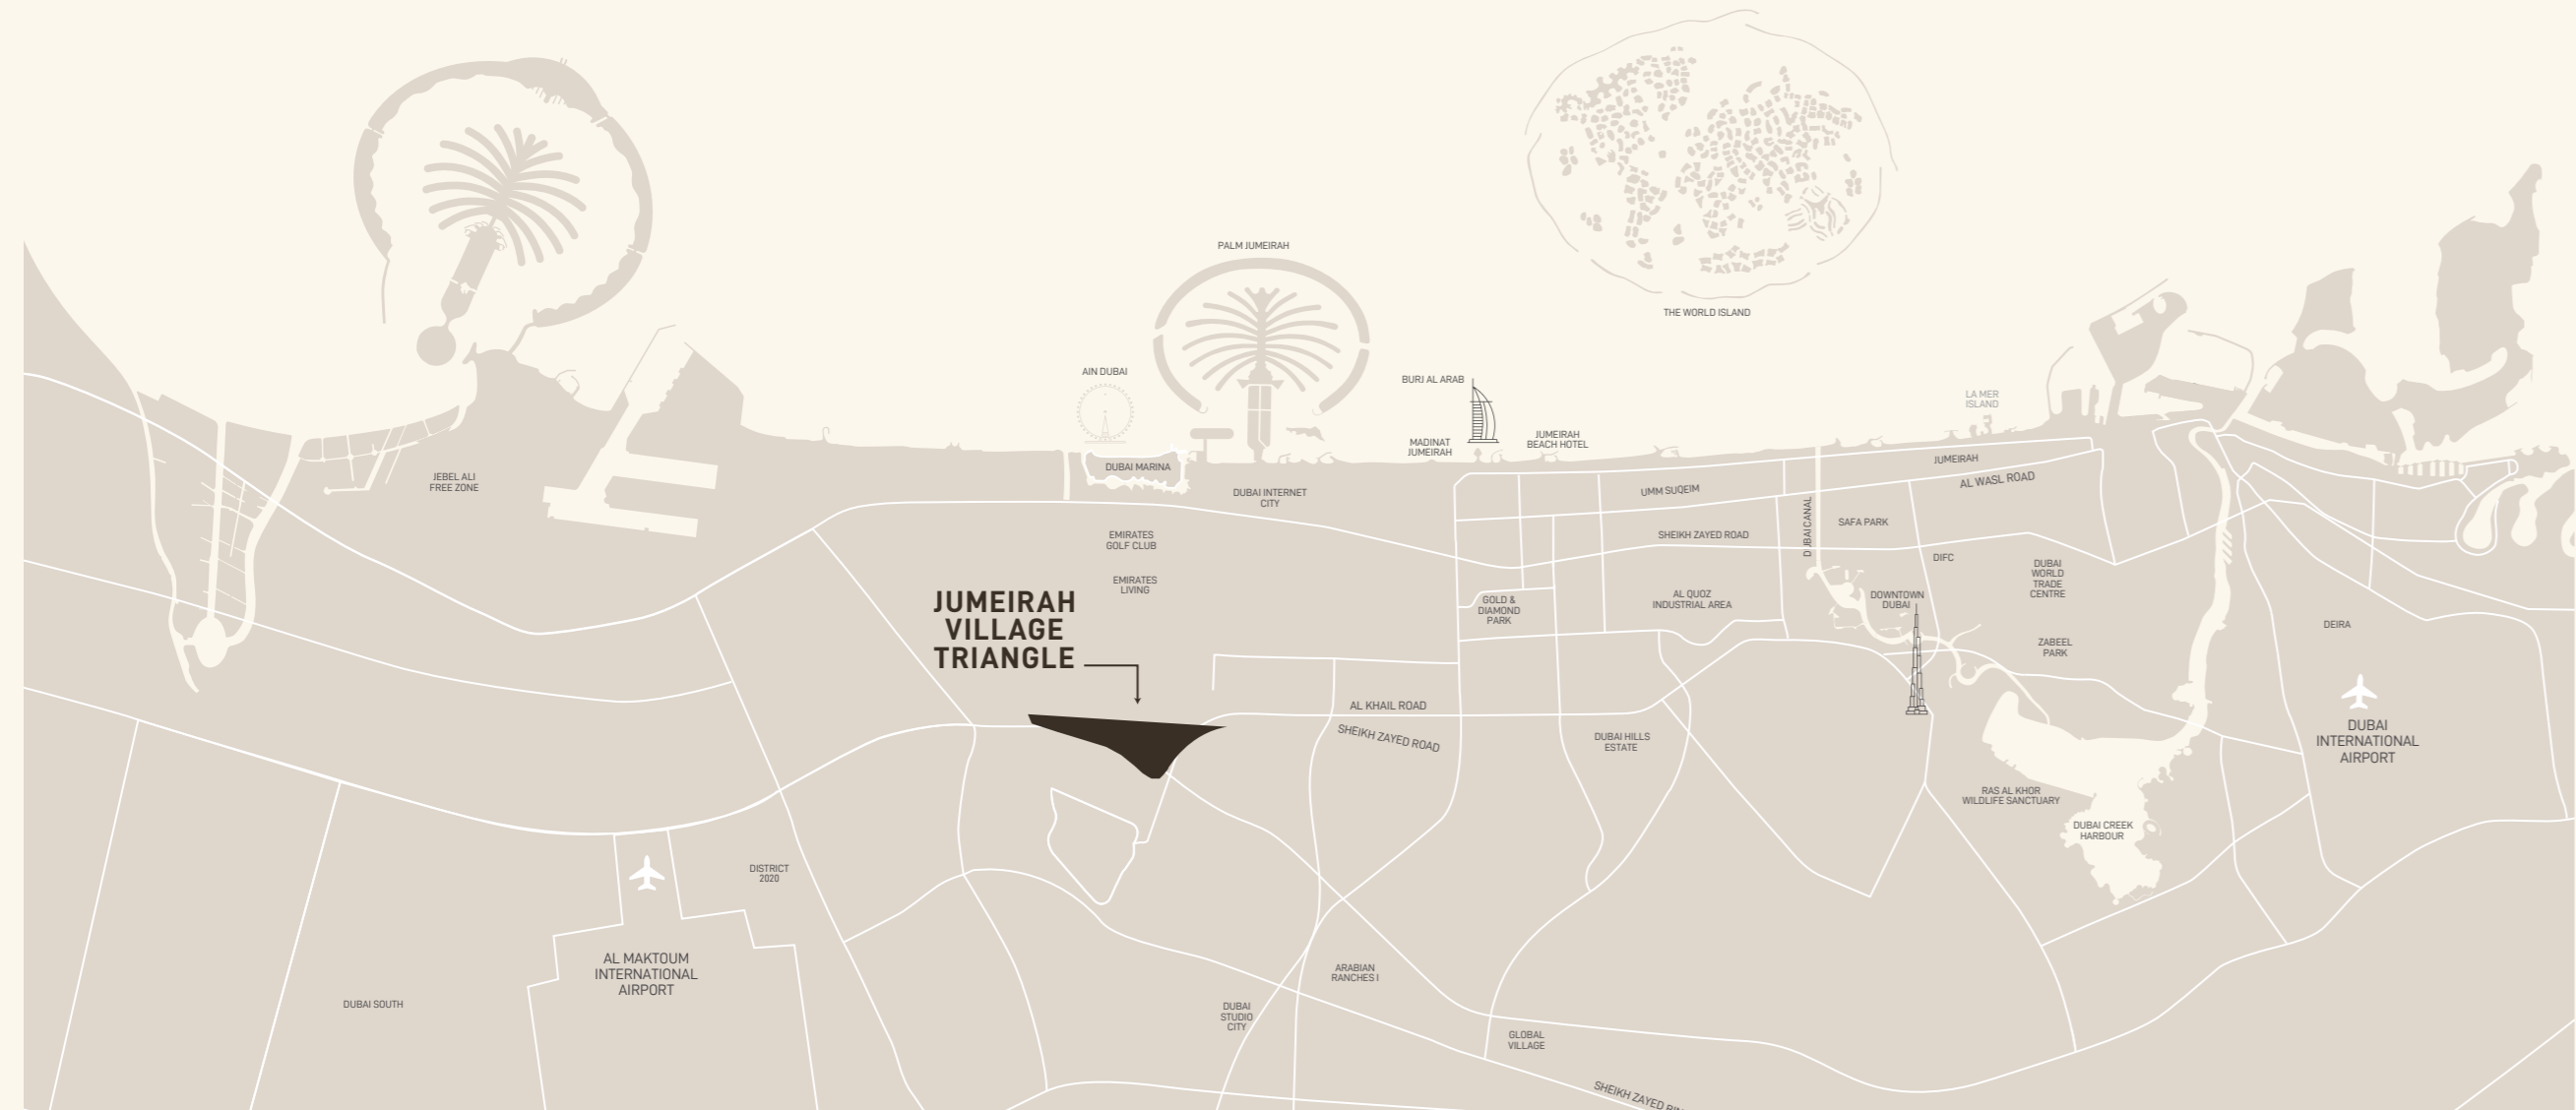 PALM JUMEIRAH
THE WORLD ISLAND
AIN DUBAI
BURJ AL ARAB
LA MER
ISLAND
MADINAT
JUMEIRAH
JUMEIRAH
BEACH HOTEL
DUBAI MARINA
JUMEIRAH
AL WASL ROAD
JEBEL ALI
FREE ZONE
DUBAI INTERNET
CITY
UMM SUQEIM
DUBAI CANAL
SAFA PARK
EMIRATES
GOLF CLUB
SHEIKH ZAYED ROAD
DIFC
DUBAI
WORLD
TRADE
CENTRE
EMIRATES
LIVING
JUMEIRAH
VILLAGE
TRIANGLE
GOLD &
DIAMOND
PARK
AL QUOZ
INDUSTRIAL AREA
DOWNTOWN
DUBAI
DEIRA
ZABEEL
PARK
AL KHAIL ROAD
SHEIKH ZAYED ROAD
DUBAI HILLS
ESTATE
DUBAI
INTERNATIONAL
AIRPORT
RAS AL KHOR
WILDLIFE SANCTUARY
DUBAI CREEK
HARBOUR
DISTRICT
2020
AL MAKTOUM
INTERNATIONAL
AIRPORT
ARABIAN
RANCHES I
DUBAI SOUTH
DUBAI
STUDIO
CITY
GLOBAL
VILLAGE
SHEIKH ZAYED